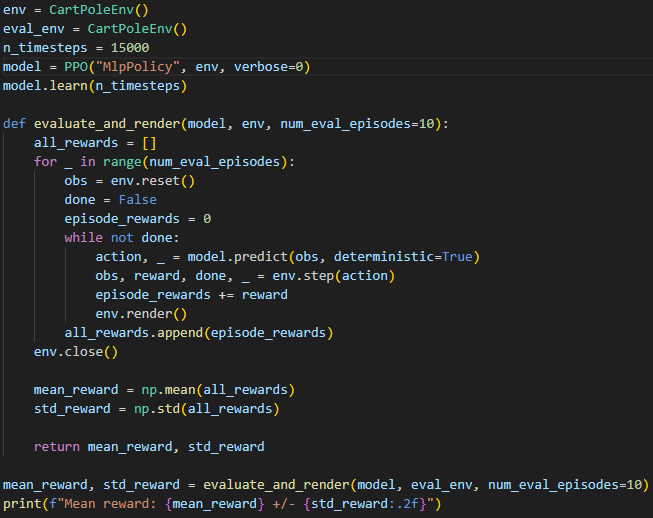 env = CartPoleEnv()
eval_env = CartPoleEnv()
n_timesteps = 15000
model = PPO("MlpPolicy", env, verbose=0)
model.learn(n_timesteps)

def evaluate_and_render(model, env, num_eval_episodes=10):
    all_rewards = []
    for _ in range(num_eval_episodes):
        obs = env.reset()
        done = False
        episode_rewards = 0
        while not done:
            action, _ = model.predict(obs, deterministic=True)
            obs, reward, done, _ = env.step(action)
            episode_rewards += reward
            env.render()
        all_rewards.append(episode_rewards)
    env.close()

    mean_reward = np.mean(all_rewards)
    std_reward = np.std(all_rewards)

    return mean_reward, std_reward

mean_reward, std_reward = evaluate_and_render(model, eval_env, num_eval_episodes=10)
print(f"Mean reward: {mean_reward} +/- {std_reward:.2f}")